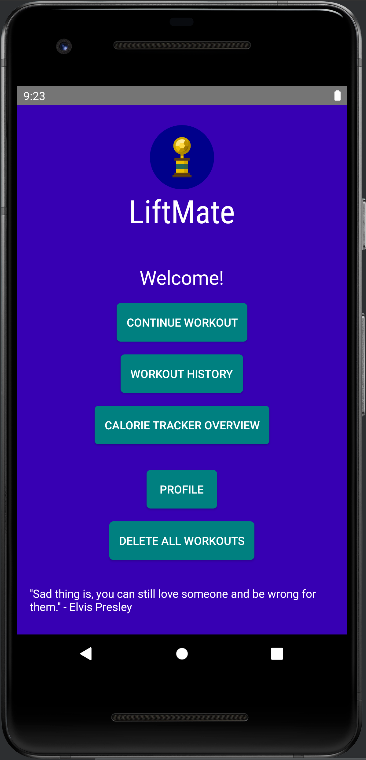 9:23
LiftMate
Welcome!
CONTINUE WORKOUT
WORKOUT HISTORY
CALORIE TRACKER OVERVIEW
PROFILE
DELETE ALL WORKOUTS
"Sad thing is, you can still love someone and be wrong for
them." - Elvis Presley